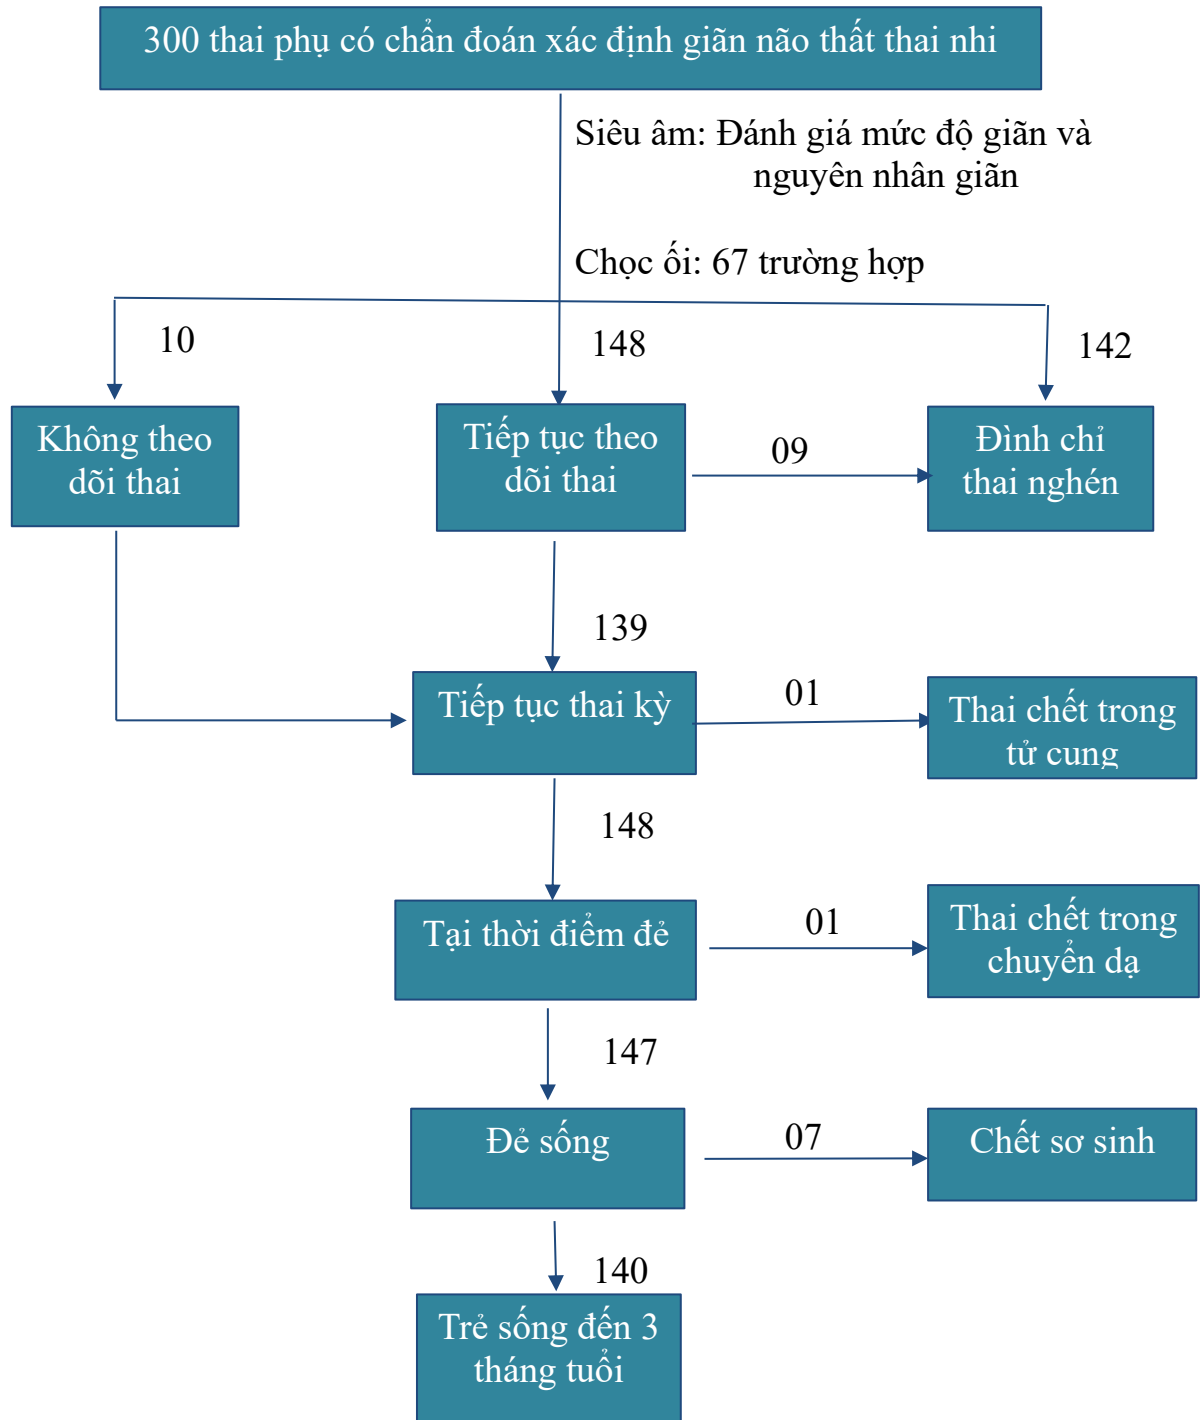 300 thai phụ có chẩn đoán xác định giãn não thất thai nhi
Siêu âm: Đánh giá mức độ giãn và
nguyên nhân giãn
Chọc ối: 67 trường hợp
10
148
142
Không theo
dõi thai
Tiếp tục theo
dõi thai
09
Đình chỉ
thai nghén
139
Tiếp tục thai kỳ
01
Thai chết trong
tử cung
148
Tại thời điểm đẻ
01
Thai chết trong
chuyển dạ
147
Đẻ sống
07
Chết sơ sinh
140
Trẻ sống đến 3
tháng tuổi